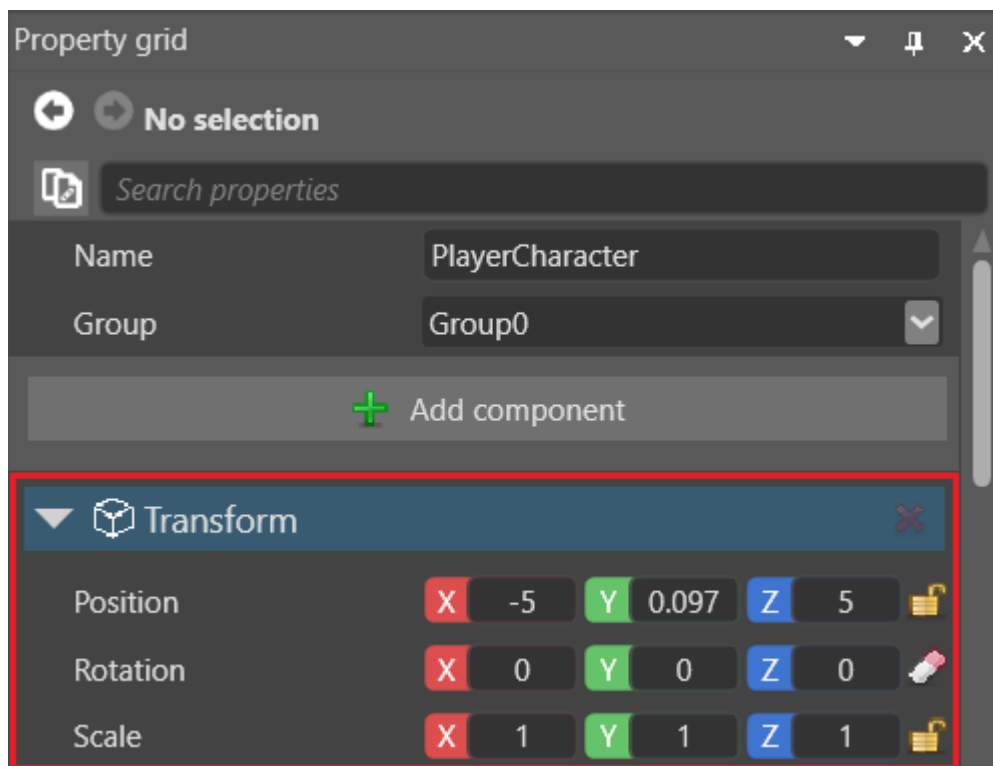 Property grid
No selection
Search properties
Name PlayerCharacter
Group Group0
Add component
Transform
Position X -5 Y 0.097 Z 5
Rotation X 0 Y 0 Z 0
Scale X 1 Y 1 Z 1